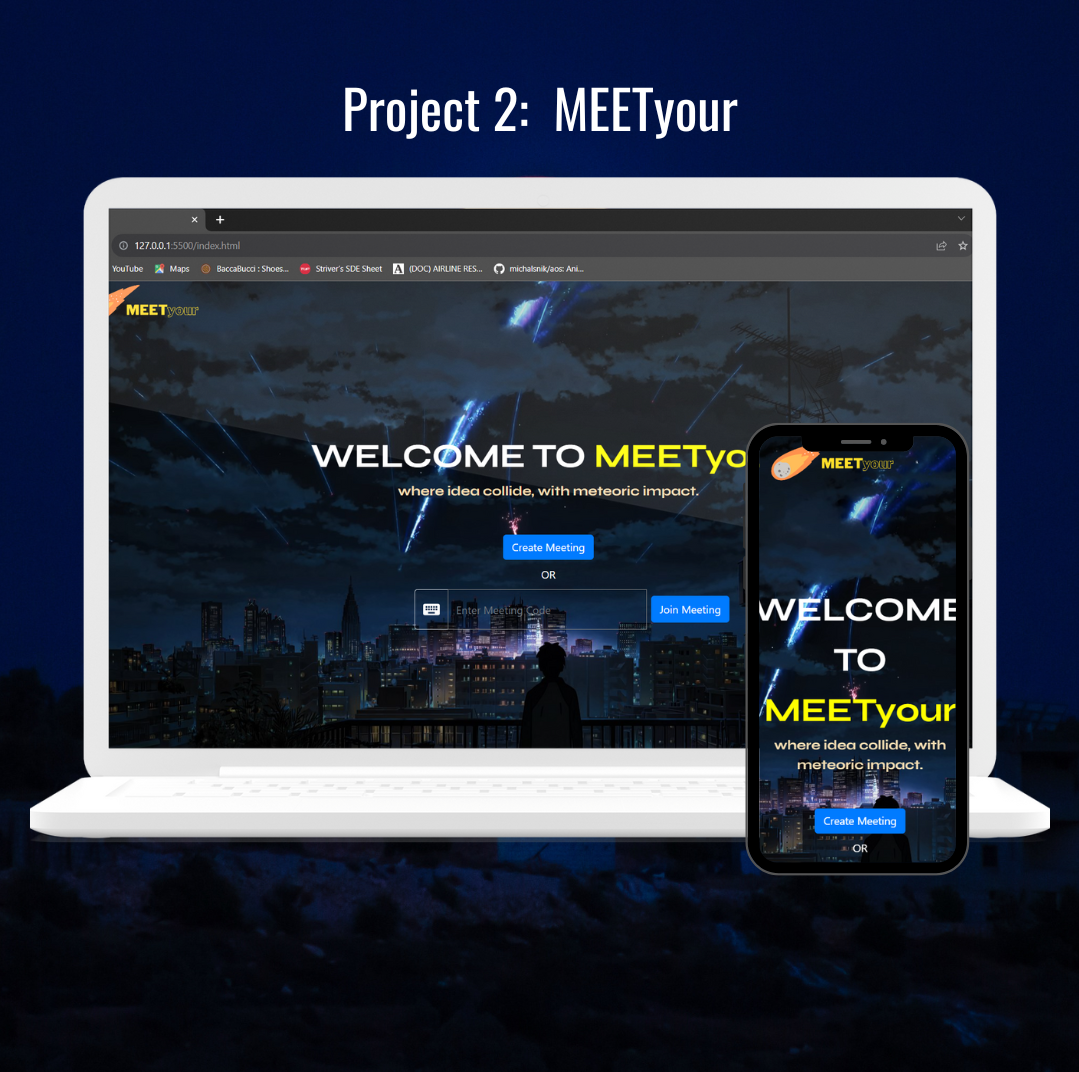 Project 2: MEETyour
127.0.0.1:5500/index.html
YouTube Maps BaccaBucci : Shoes... Striver's SDE Sheet (DOC) AIRLINE RES... michalsnik/aos: Ani...
MEETyour
WELCOME TO MEETyo
where idea collide, with meteoric impact.
Create Meeting
OR
Enter Meeting Code
Join Meeting
MEETyour
WELCOME
TO
MEETyour
where idea collide, with
meteoric impact.
Create Meeting
OR